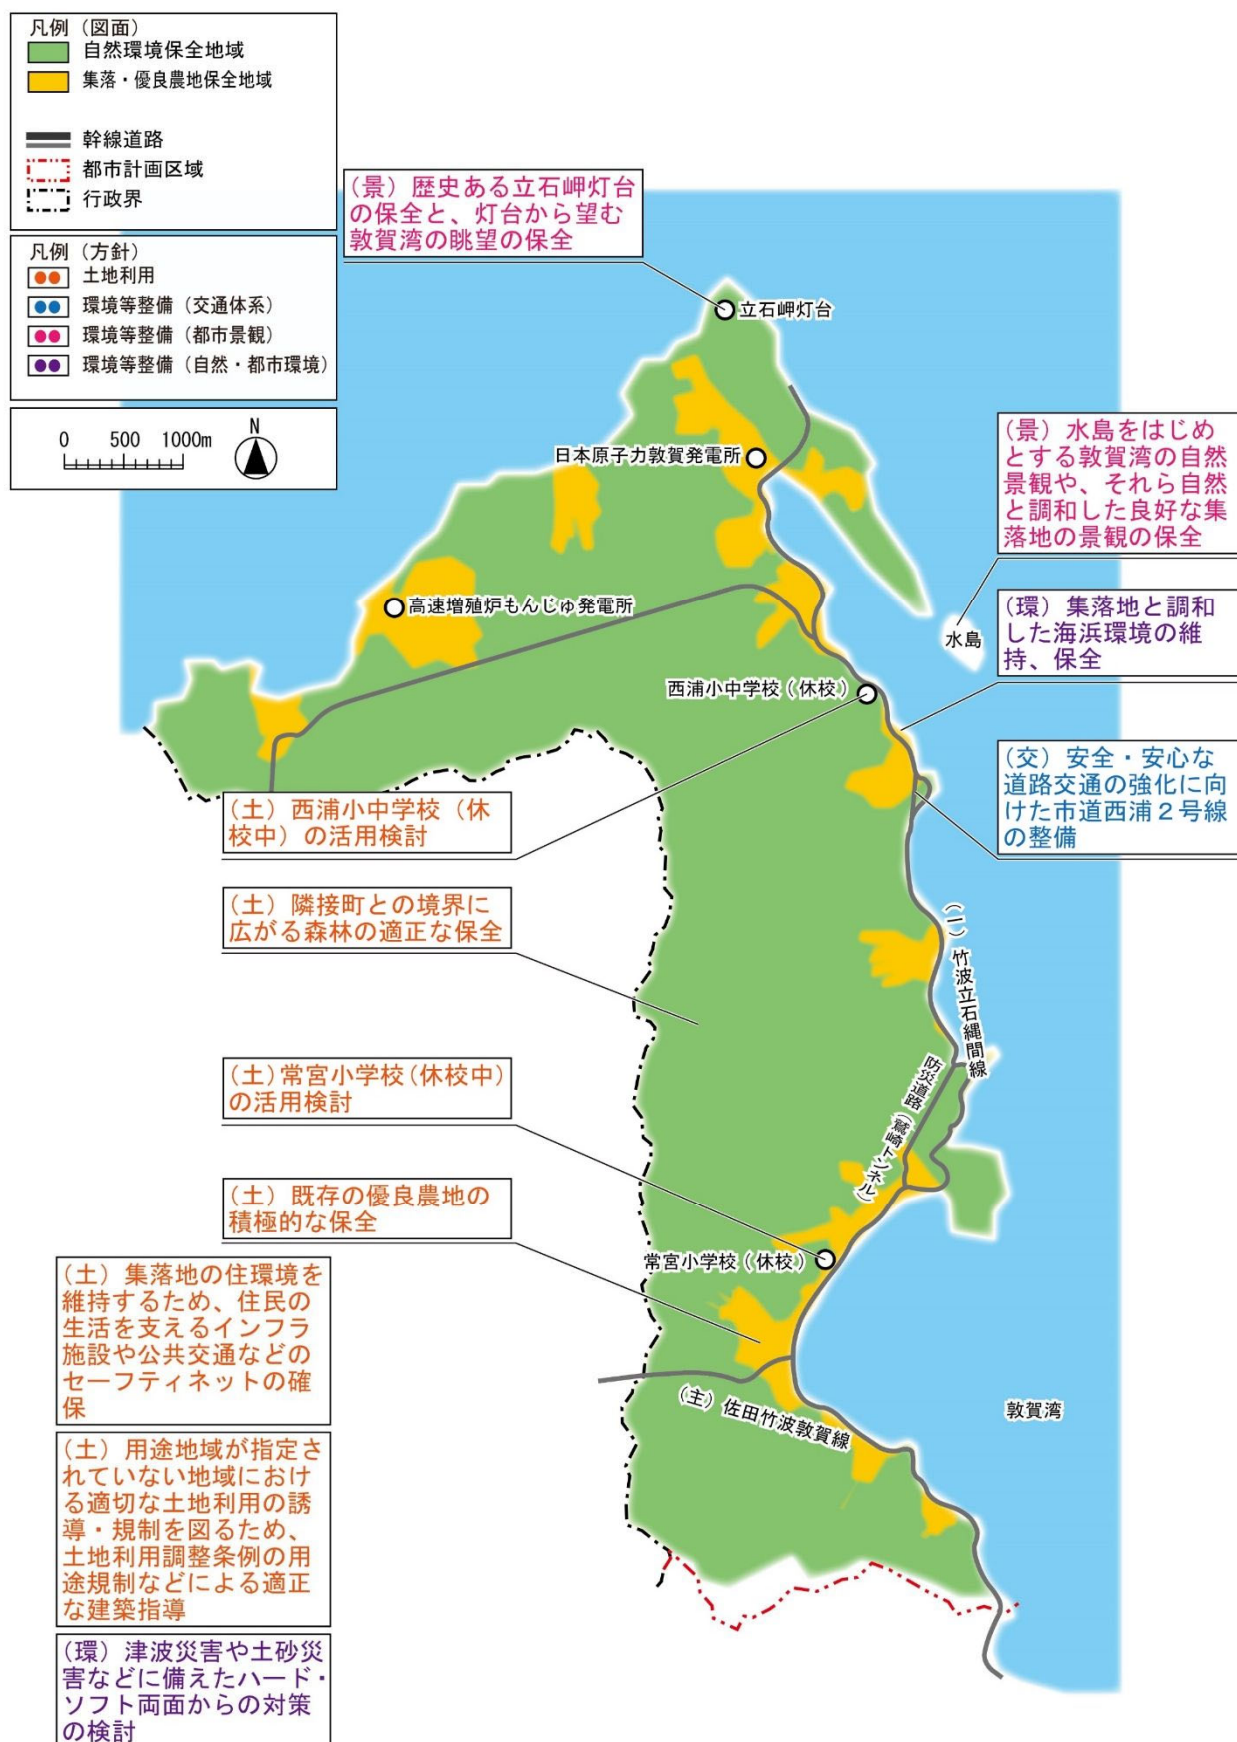 凡例（図面）
自然環境保全地域
集落・優良農地保全地域
幹線道路
都市計画区域
行政界
凡例（方針）
土地利用
環境等整備（交通体系）
環境等整備（都市景観）
環境等整備（自然・都市環境）
0 500 1000m
N
（景）歴史ある立石岬灯台
の保全と、灯台から望む
敦賀湾の眺望の保全
立石岬灯台
日本原子力敦賀発電所
高速増殖炉もんじゅ発電所
（景）水島をはじめ
とする敦賀湾の自然
景観や、それら自然
と調和した良好な集
落地の景観の保全
水島
（環）集落地と調和
した海浜環境の維
持、保全
西浦小中学校（休校）
（交）安全・安心な
道路交通の強化に向
けた市道西浦２号線
の整備
（土）西浦小中学校（休
校中）の活用検討
（土）隣接町との境界に
広がる森林の適正な保全
（一）竹波立石縄間線
防災道路（鷲崎トンネル）
（土）常宮小学校（休校中）
の活用検討
（土）既存の優良農地の
積極的な保全
常宮小学校（休校）
（主）佐田竹波敦賀線
敦賀湾
（土）集落地の住環境を
維持するため、住民の
生活を支えるインフラ
施設や公共交通などの
セーフティネットの確
保
（土）用途地域が指定さ
れていない地域におけ
る適切な土地利用の誘
導・規制を図るため、
土地利用調整条例の用
途規制などによる適正
な建築指導
（環）津波災害や土砂災
害などに備えたハード・
ソフト両面からの対策
の検討